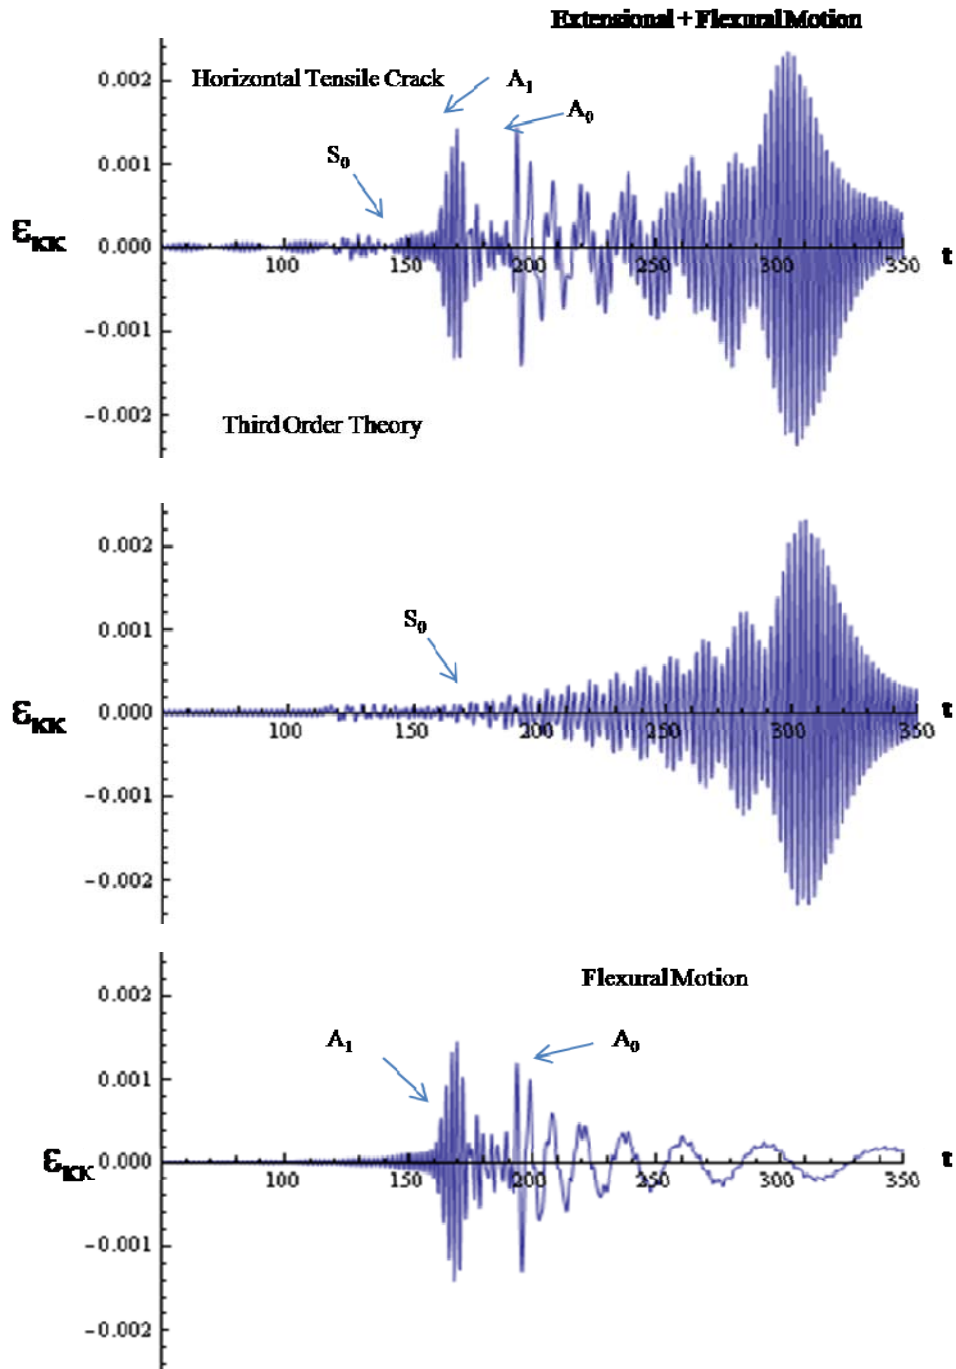 Extensional + Flexural Motion
0.002
Horizontal Tensile Crack
A1
A0
0.001
S0
εKK
0.000
100 150 200 250 300 350
t
-0.001
-0.002
Third Order Theory
0.002
0.001
S0
εKK
0.000
100 150 200 250 300 350
t
-0.001
-0.002
Flexural Motion
0.002
A1
A0
0.001
εKK
0.000
100 150 200 250 300 350
t
-0.001
-0.002